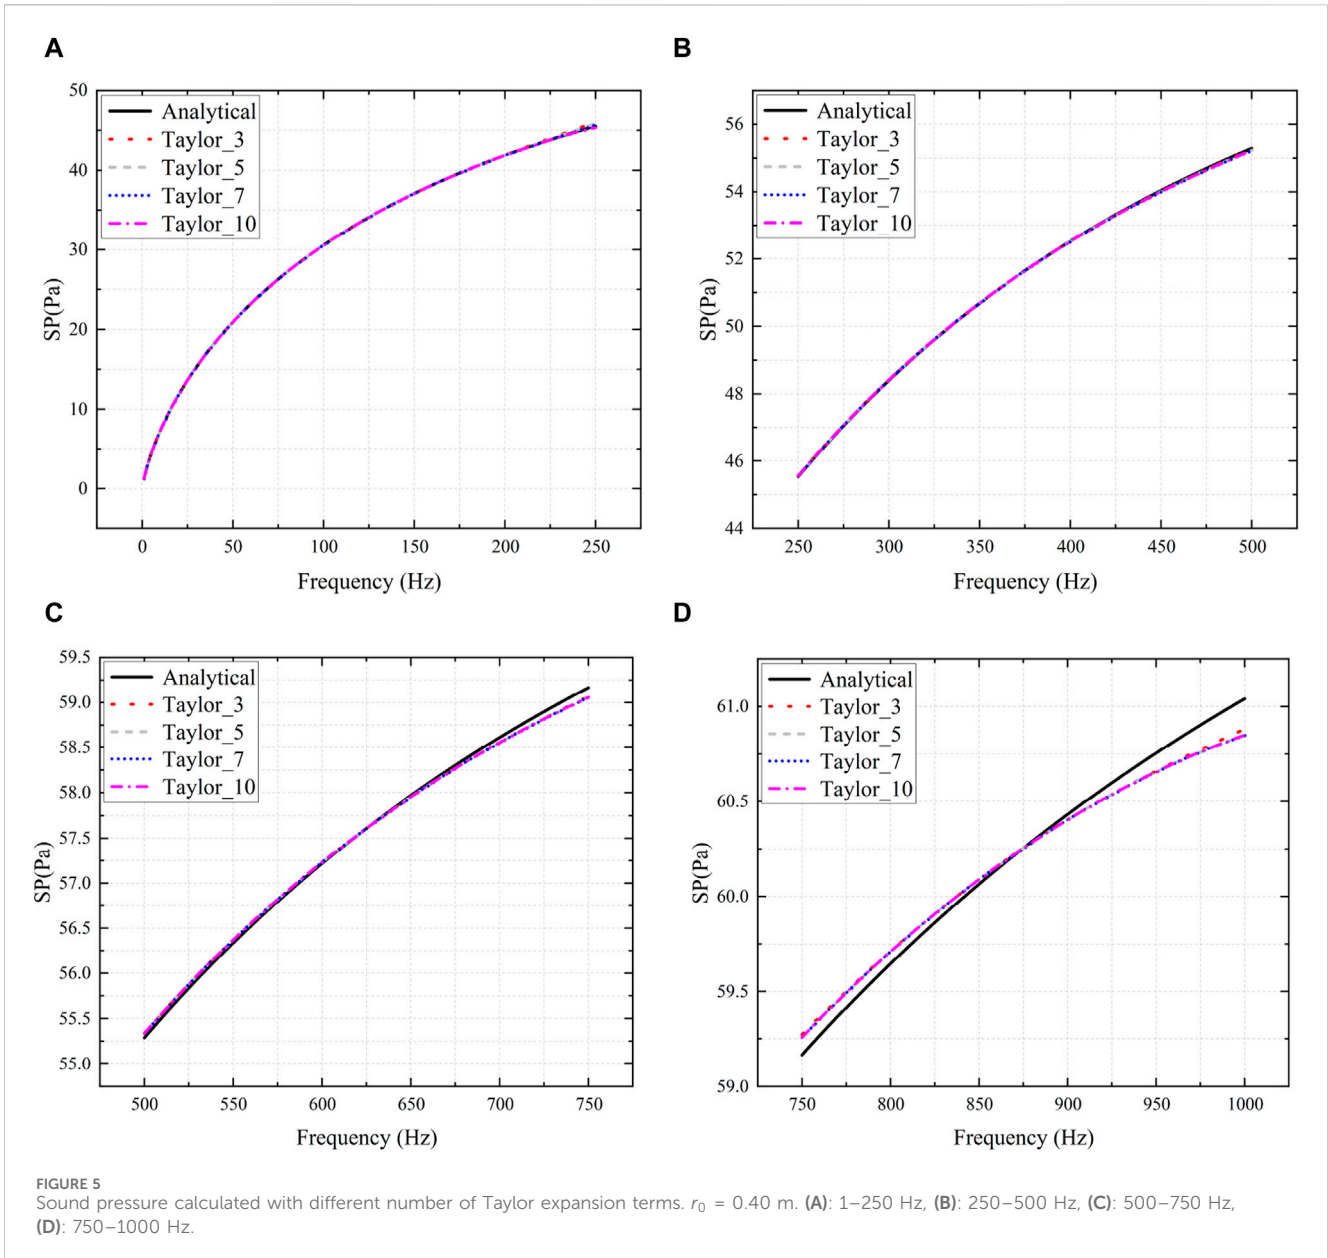 A
50
40
30
20
10
0
SP(Pa)
Analytical
Taylor_3
Taylor_5
Taylor_7
Taylor_10
0 50 100 150 200 250
Frequency (Hz)
B
56
54
52
50
48
46
44
SP(Pa)
Analytical
Taylor_3
Taylor_5
Taylor_7
Taylor_10
250 300 350 400 450 500
Frequency (Hz)
C
59.5
59.0
58.5
58.0
57.5
57.0
56.5
56.0
55.5
55.0
SP(Pa)
Analytical
Taylor_3
Taylor_5
Taylor_7
Taylor_10
500 550 600 650 700 750
Frequency (Hz)
D
61.0
60.5
60.0
59.5
59.0
SP(Pa)
Analytical
Taylor_3
Taylor_5
Taylor_7
Taylor_10
750 800 850 900 950 1000
Frequency (Hz)
FIGURE 5
Sound pressure calculated with different number of Taylor expansion terms. r₀ = 0.40 m. (A): 1–250 Hz, (B): 250–500 Hz, (C): 500–750 Hz,
(D): 750–1000 Hz.